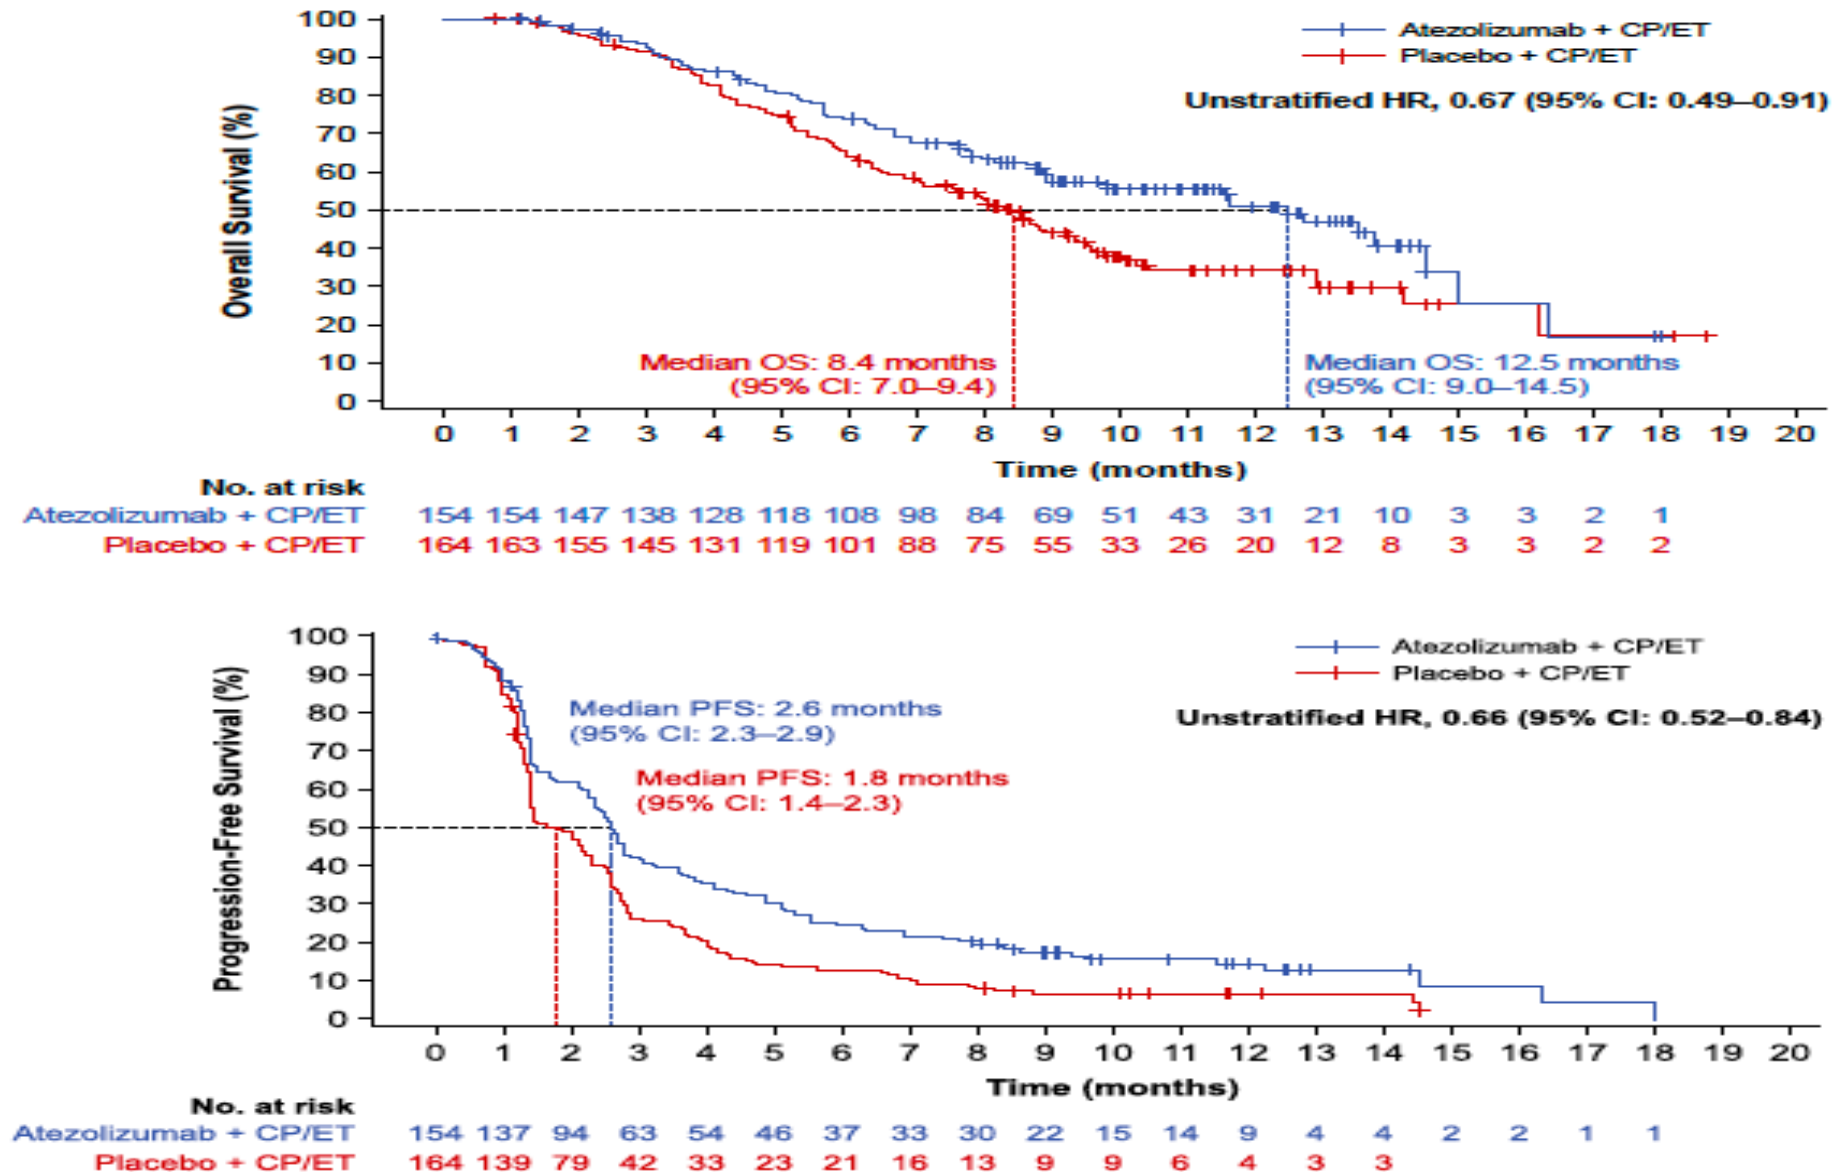 Atezolizumab + CP/ET
Placebo + CP/ET
Unstratified HR, 0.67 (95% CI: 0.49–0.91)
Overall Survival (%)
100
90
80
70
60
50
40
30
20
10
0
Median OS: 8.4 months
(95% CI: 7.0–9.4)
Median OS: 12.5 months
(95% CI: 9.0–14.5)
0 1 2 3 4 5 6 7 8 9 10 11 12 13 14 15 16 17 18 19 20
Time (months)
No. at risk
Atezolizumab + CP/ET 154 154 147 138 128 118 108 98 84 69 51 43 31 21 10 3 3 2 1
Placebo + CP/ET 164 163 155 145 131 119 101 88 75 55 33 26 20 12 8 3 3 2 2
Atezolizumab + CP/ET
Placebo + CP/ET
Unstratified HR, 0.66 (95% CI: 0.52–0.84)
Progression-Free Survival (%)
100
90
80
70
60
50
40
30
20
10
0
Median PFS: 2.6 months
(95% CI: 2.3–2.9)
Median PFS: 1.8 months
(95% CI: 1.4–2.3)
0 1 2 3 4 5 6 7 8 9 10 11 12 13 14 15 16 17 18 19 20
Time (months)
No. at risk
Atezolizumab + CP/ET 154 137 94 63 54 46 37 33 30 22 15 14 9 4 4 2 2 1 1
Placebo + CP/ET 164 139 79 42 33 23 21 16 13 9 9 6 4 3 3